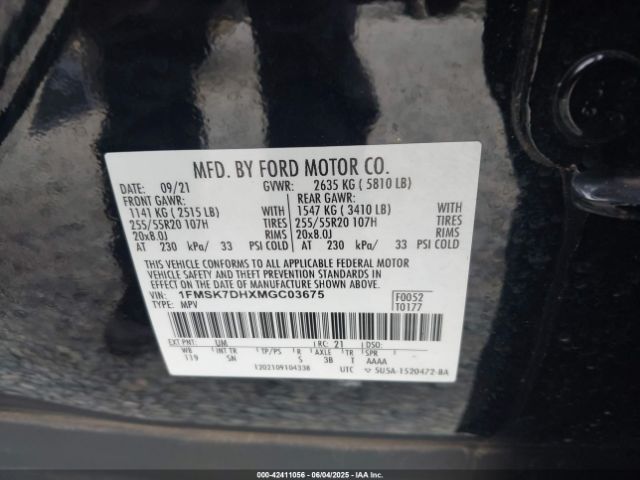 MFD. BY FORD MOTOR CO.
DATE: 09/21 GVWR: 2635 KG ( 5810 LB)
FRONT GAWR: REAR GAWR:
1141 KG ( 2515 LB) WITH 1547 KG ( 3410 LB) WITH
255/55R20 107H TIRES 255/55R20 107H TIRES
20x8.0J RIMS 20x8.0J RIMS
AT 230 kPa/ 33 PSI COLD AT 230 kPa/ 33 PSI COLD
THIS VEHICLE CONFORMS TO ALL APPLICABLE FEDERAL MOTOR
VEHICLE SAFETY AND THEFT PREVENTION STANDARDS IN
EFFECT ON THE DATE OF MANUFACTURE SHOWN ABOVE.
VIN: 1FMSK7DHXMGC03675 F0052
TYPE: MPV T0177
EXT PNT: UM RC: 21 DSO:
WB INT TR TP/PS R AXLE TR SPR
119 SN S 3B T AAAA
1202109104338 UTC SU5A-1520472-BA
000-42411056 - 06/04/2025 - IAAI.COM